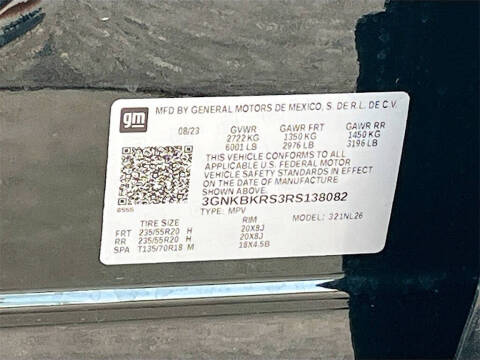 gm
MFD BY GENERAL MOTORS DE MEXICO, S. DE R.L. DE C.V.
08/23 GVWR GAWR FRT GAWR RR
2722 KG 1350 KG 1450 KG
6001 LB 2976 LB 3196 LB
THIS VEHICLE CONFORMS TO ALL
APPLICABLE U.S. FEDERAL MOTOR
VEHICLE SAFETY STANDARDS IN EFFECT
ON THE DATE OF MANUFACTURE
SHOWN ABOVE.
3GNKBKRS3RS138082
TYPE: MPV MODEL: 321NL26
TIRE SIZE RIM
FRT 235/55R20 H 20X8J
RR 235/55R20 H 20X8J
SPA T135/70R18 M 18X4.5B